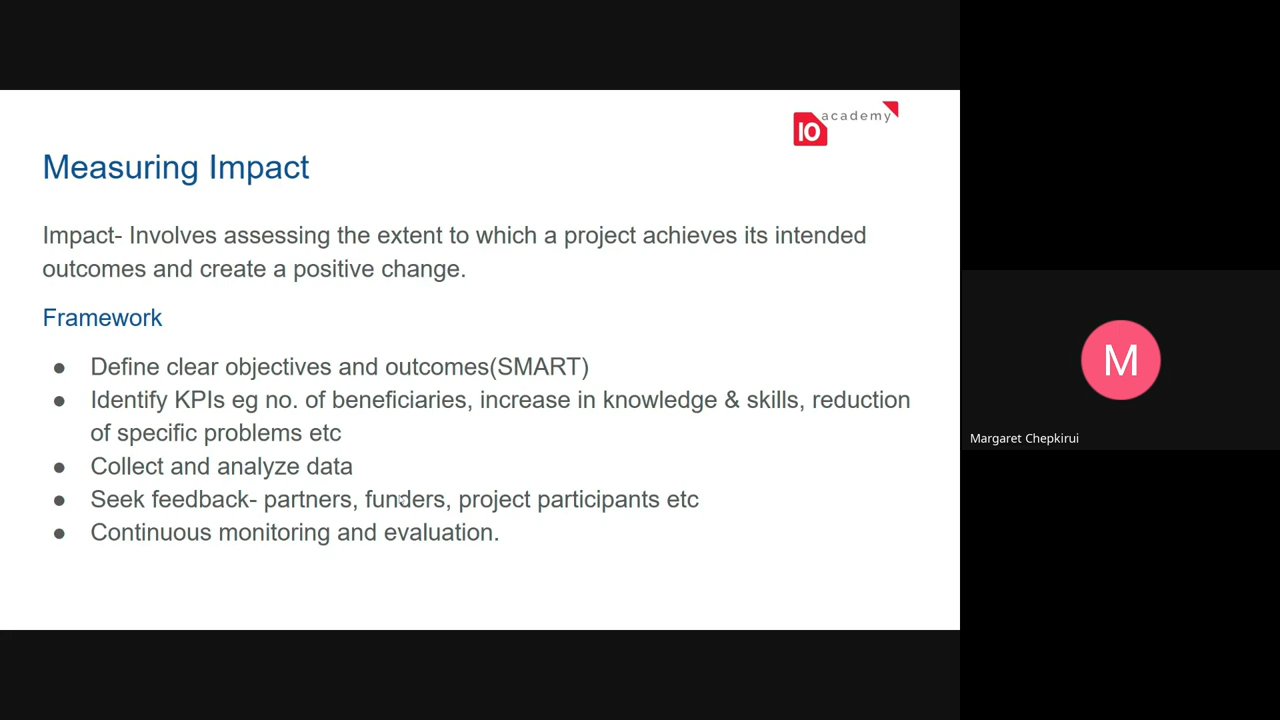 IO academy
Measuring Impact
Impact- Involves assessing the extent to which a project achieves its intended
outcomes and create a positive change.
Framework
● Define clear objectives and outcomes(SMART)
● Identify KPIs eg no. of beneficiaries, increase in knowledge & skills, reduction
of specific problems etc
● Collect and analyze data
● Seek feedback- partners, funders, project participants etc
● Continuous monitoring and evaluation.
M
Margaret Chepkirui